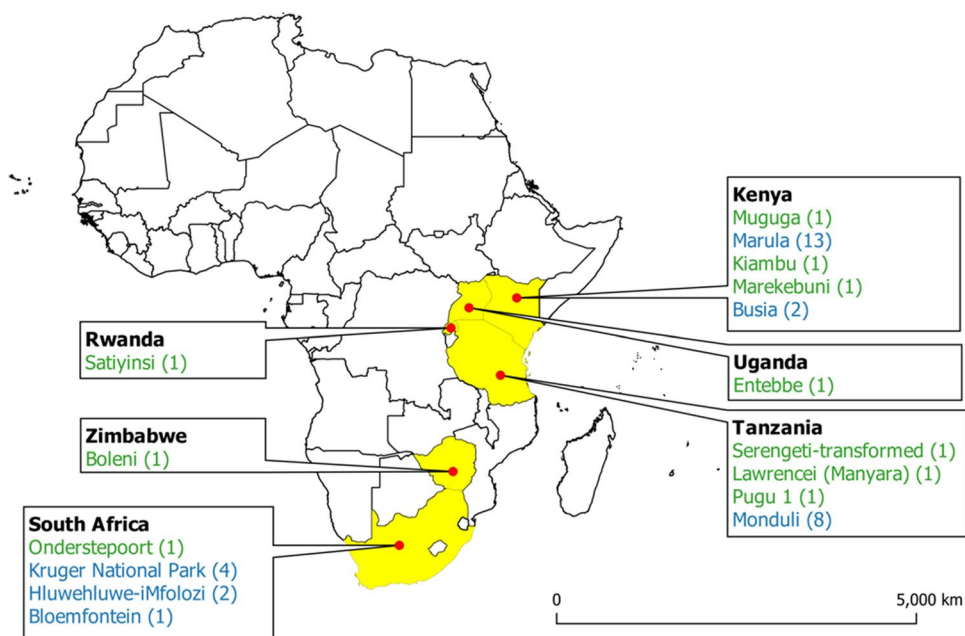 Kenya
Muguga (1)
Marula (13)
Kiambu (1)
Marekebuni (1)
Busia (2)
Rwanda
Satiyinsi (1)
Uganda
Entebbe (1)
Zimbabwe
Boleni (1)
Tanzania
Serengeti-transformed (1)
Lawrencei (Manyara) (1)
Pugu 1 (1)
Monduli (8)
South Africa
Onderstepoort (1)
Kruger National Park (4)
Hluwehluwe-iMfolozi (2)
Bloemfontein (1)
0
5,000 km